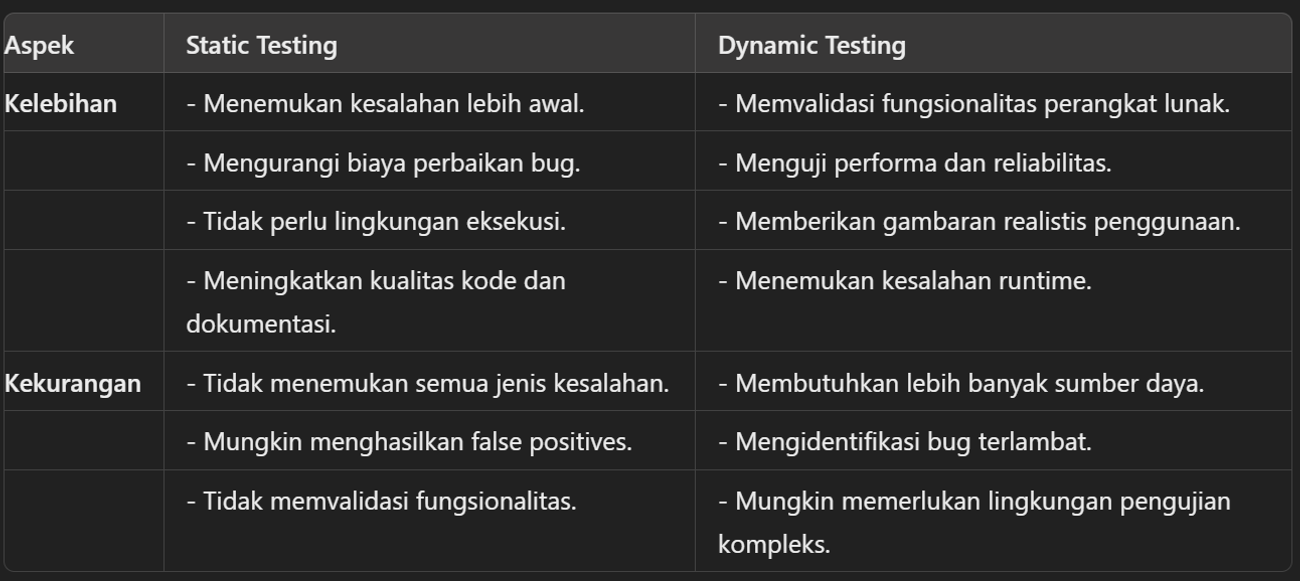 Aspek Static Testing Dynamic Testing
Kelebihan - Menemukan kesalahan lebih awal. - Memvalidasi fungsionalitas perangkat lunak.
- Mengurangi biaya perbaikan bug. - Menguji performa dan reliabilitas.
- Tidak perlu lingkungan eksekusi. - Memberikan gambaran realistis penggunaan.
- Meningkatkan kualitas kode dan - Menemukan kesalahan runtime.
dokumentasi.
Kekurangan - Tidak menemukan semua jenis kesalahan. - Membutuhkan lebih banyak sumber daya.
- Mungkin menghasilkan false positives. - Mengidentifikasi bug terlambat.
- Tidak memvalidasi fungsionalitas. - Mungkin memerlukan lingkungan pengujian
kompleks.